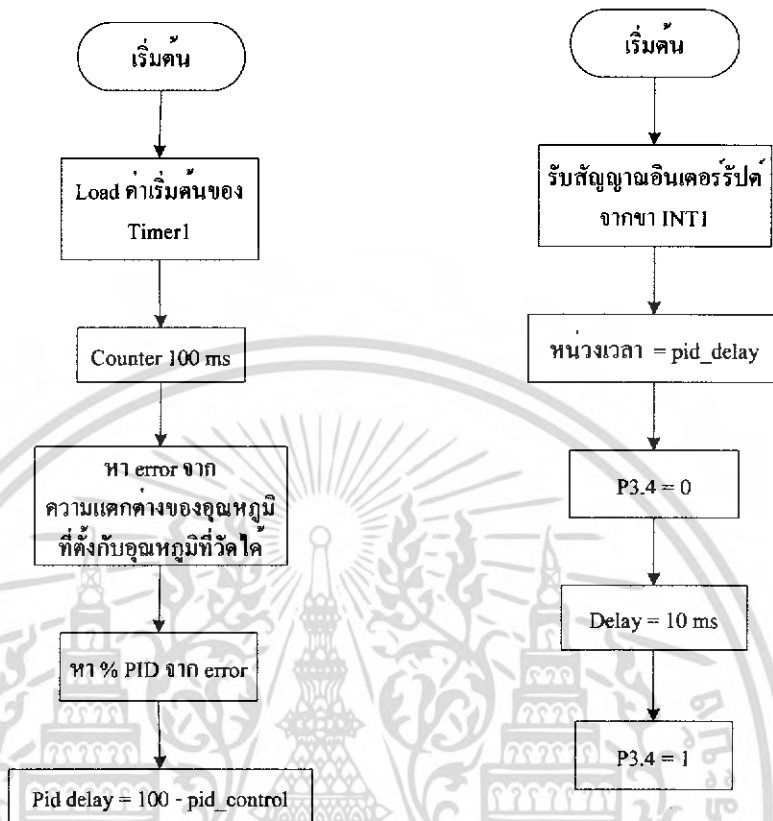 เริ่มต้น
Load ค่าเริ่มต้นของ
Timer1
Counter 100 ms
หา error จาก
ความแตกต่างของอุณหภูมิ
ที่ตั้งกับอุณหภูมิที่วัดได้
หา % PID จาก error
Pid delay = 100 - pid_control
เริ่มต้น
รับสัญญาณอินเตอร์รัปต์
จากขา INT1
หน่วงเวลา = pid_delay
P3.4 = 0
Delay = 10 ms
P3.4 = 1